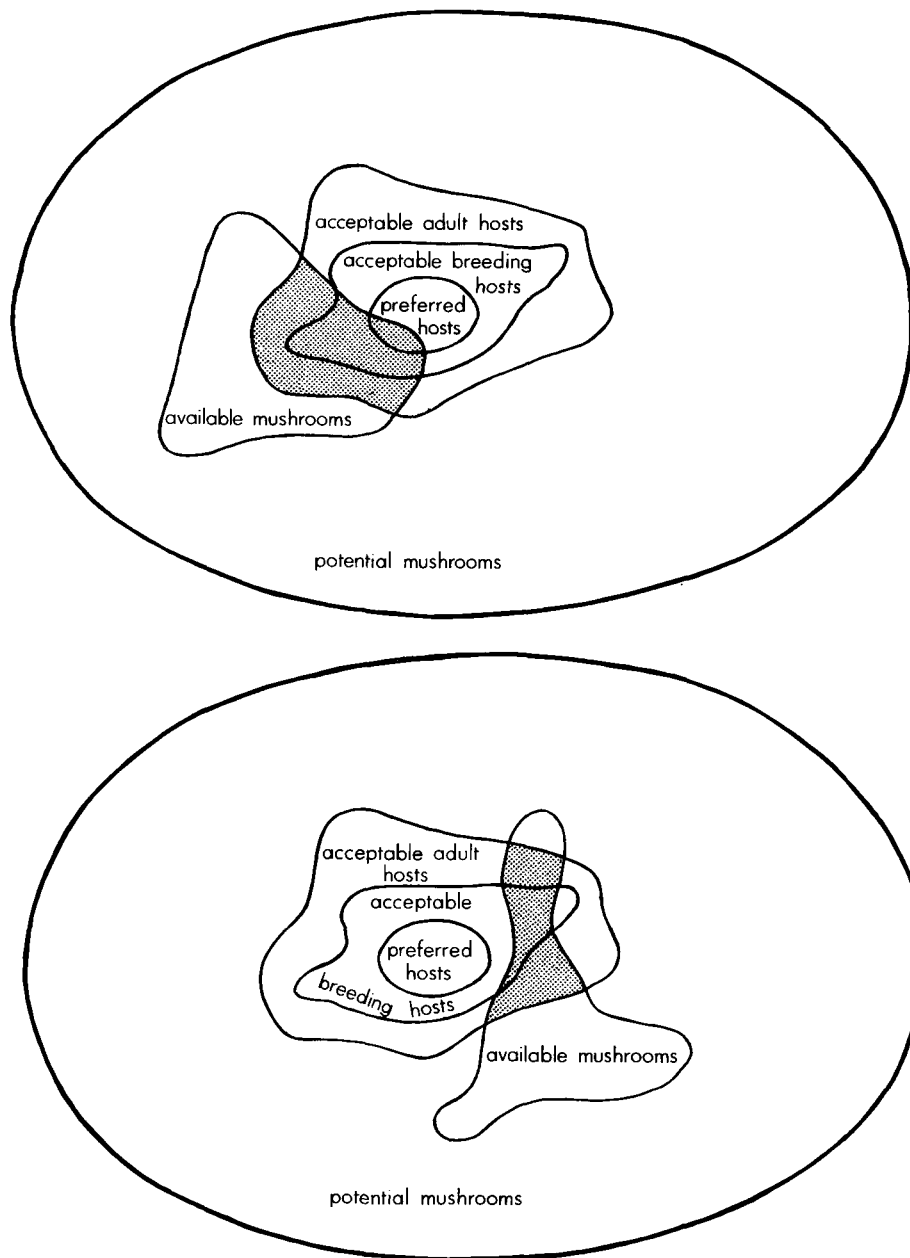 acceptable adult hosts
acceptable breeding
hosts
preferred
hosts
available mushrooms
potential mushrooms
acceptable adult
hosts
acceptable
preferred
hosts
breeding hosts
available mushrooms
potential mushrooms